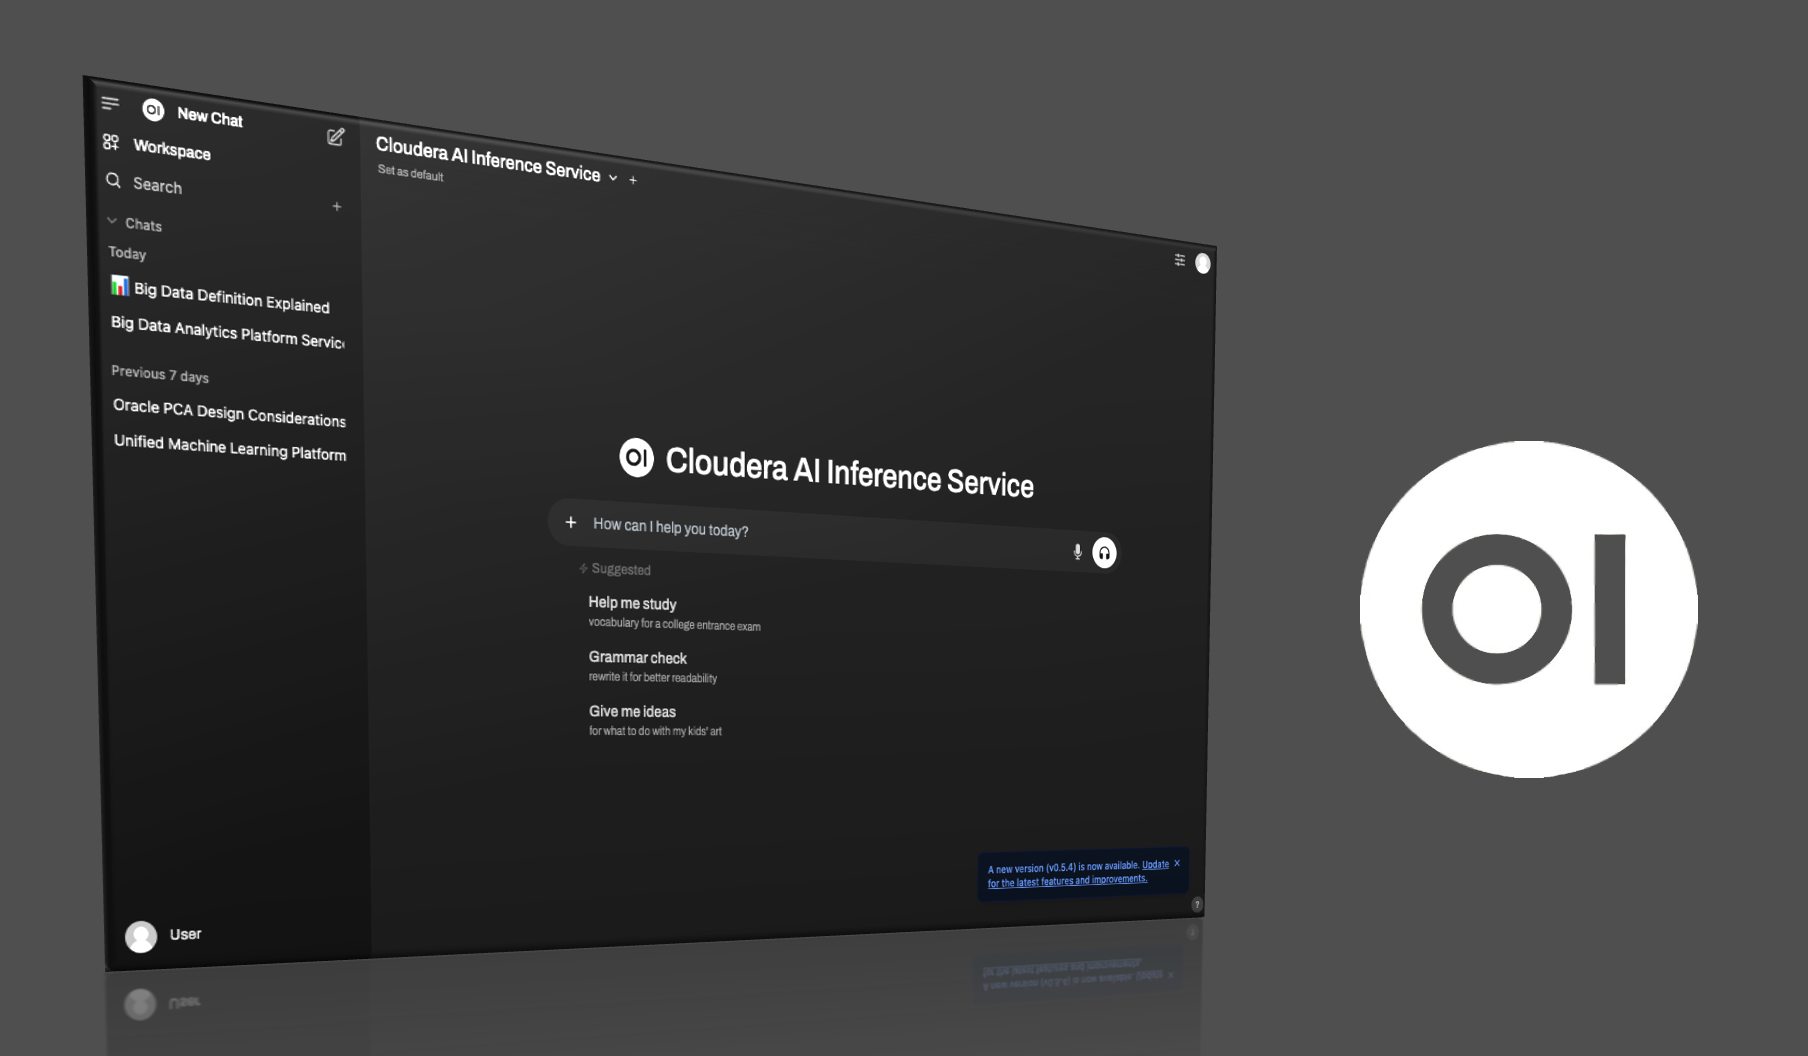 OI
New Chat
Workspace
Search
Chats
Today
Big Data Definition Explained
Big Data Analytics Platform Servic
Previous 7 days
Oracle PCA Design Considerations
Unified Machine Learning Platform
User
Cloudera AI Inference Service
Set as default
OI
Cloudera AI Inference Service
How can I help you today?
Suggested
Help me study
vocabulary for a college entrance exam
Grammar check
rewrite it for better readability
Give me ideas
for what to do with my kids' art
A new version (v0.5.4) is now available. Update
for the latest features and improvements.
?
OI